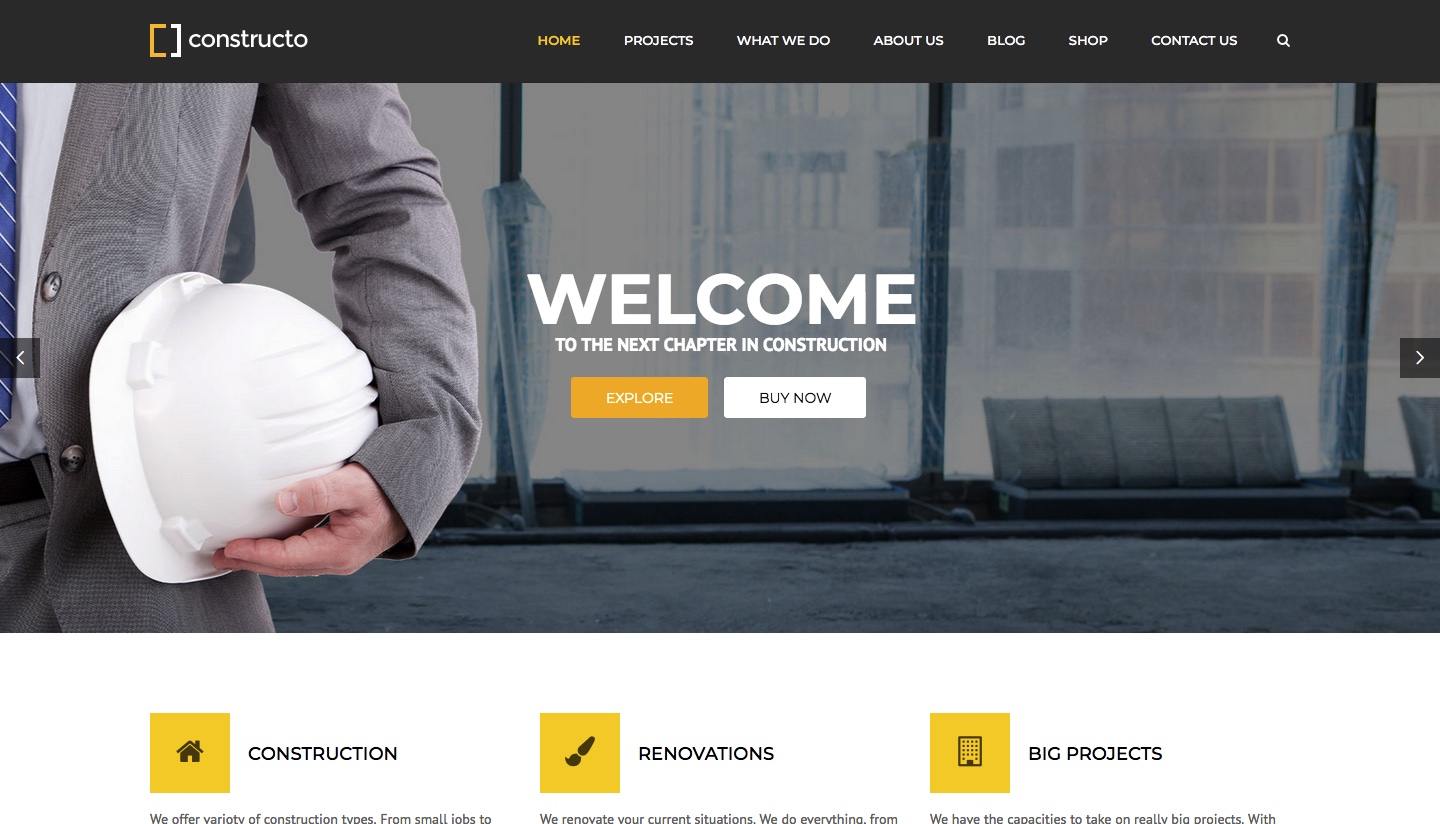 constructo
HOME PROJECTS WHAT WE DO ABOUT US BLOG SHOP CONTACT US
WELCOME
TO THE NEXT CHAPTER IN CONSTRUCTION
EXPLORE BUY NOW
CONSTRUCTION RENOVATIONS BIG PROJECTS
We offer varioty of construction types. From small jobs to
We renovate your current situations. We do everything, from
We have the capacities to take on really big projects. With